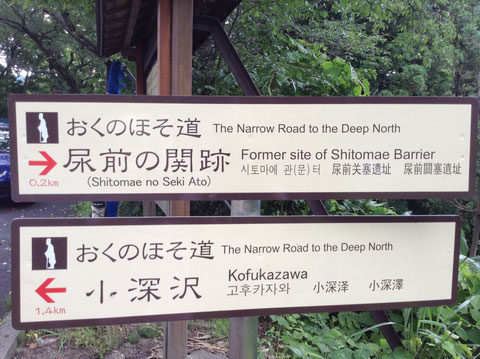 おくのほそ道 The Narrow Road to the Deep North
尿前の関跡 Former site of Shitomae Barrier
(Shitomae no Seki Ato) 시토마에 관(문) 터 尿前关塞遗址 尿前關塞遺址
0.2km
おくのほそ道 The Narrow Road to the Deep North
小深沢 Kofukazawa
고후카자와 小深泽 小深澤
1.4km